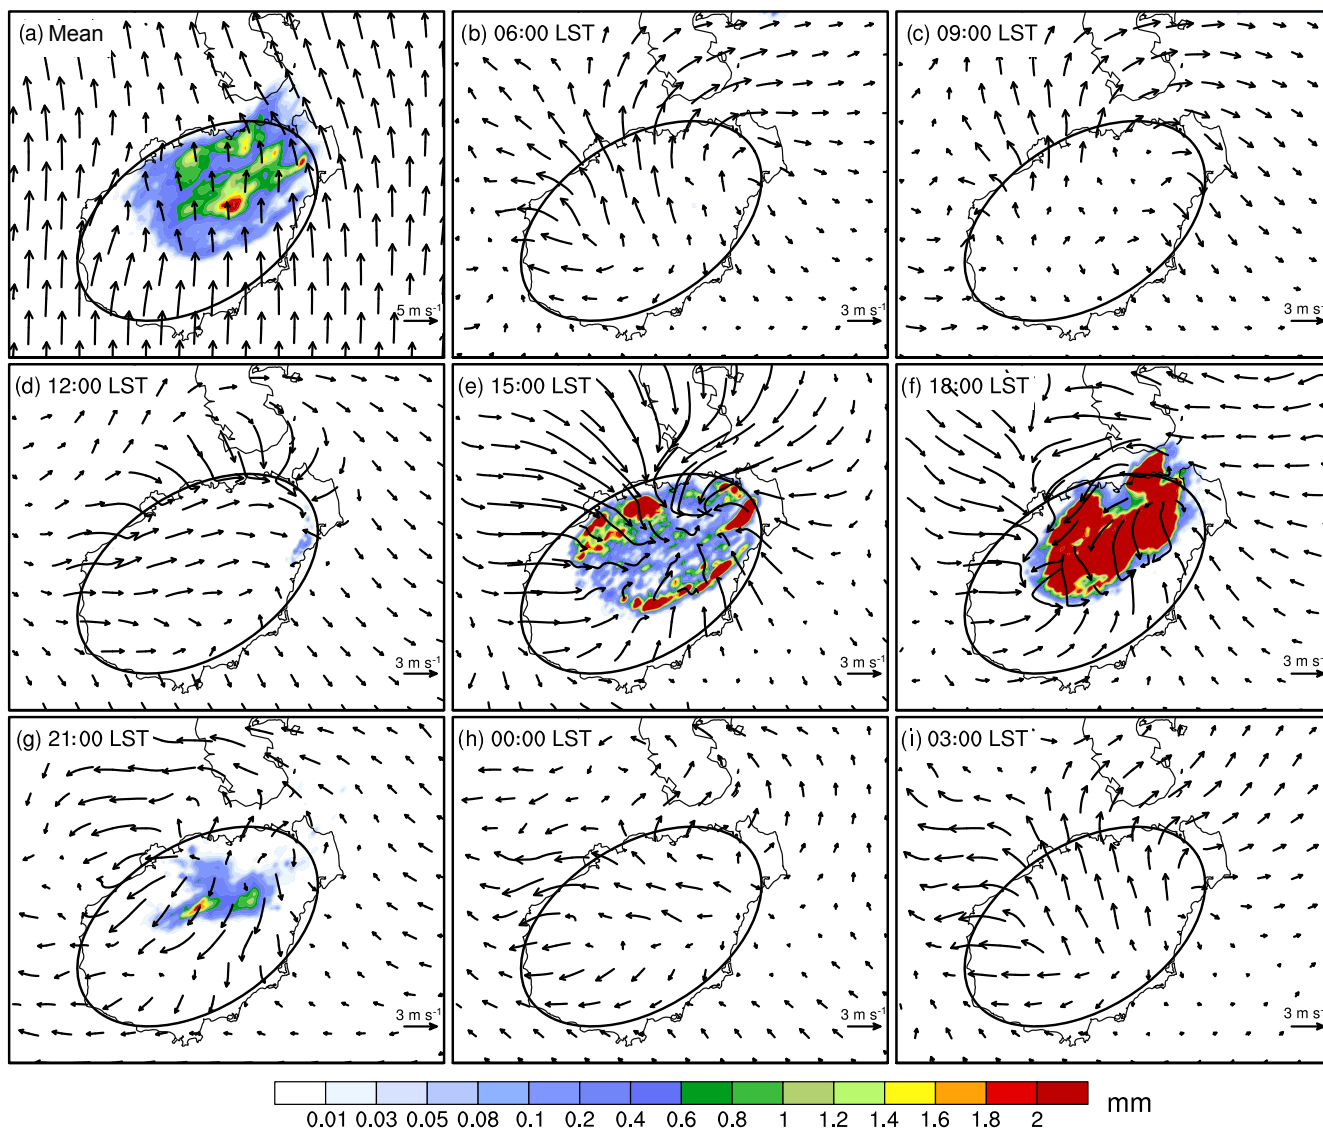 (a) Mean
5 m s⁻¹
(b) 06:00 LST
3 m s⁻¹
(c) 09:00 LST
3 m s⁻¹
(d) 12:00 LST
3 m s⁻¹
(e) 15:00 LST
3 m s⁻¹
(f) 18:00 LST
3 m s⁻¹
(g) 21:00 LST
3 m s⁻¹
(h) 00:00 LST
3 m s⁻¹
(i) 03:00 LST
3 m s⁻¹
0.01 0.03 0.05 0.08 0.1 0.2 0.4 0.6 0.8 1 1.2 1.4 1.6 1.8 2 mm